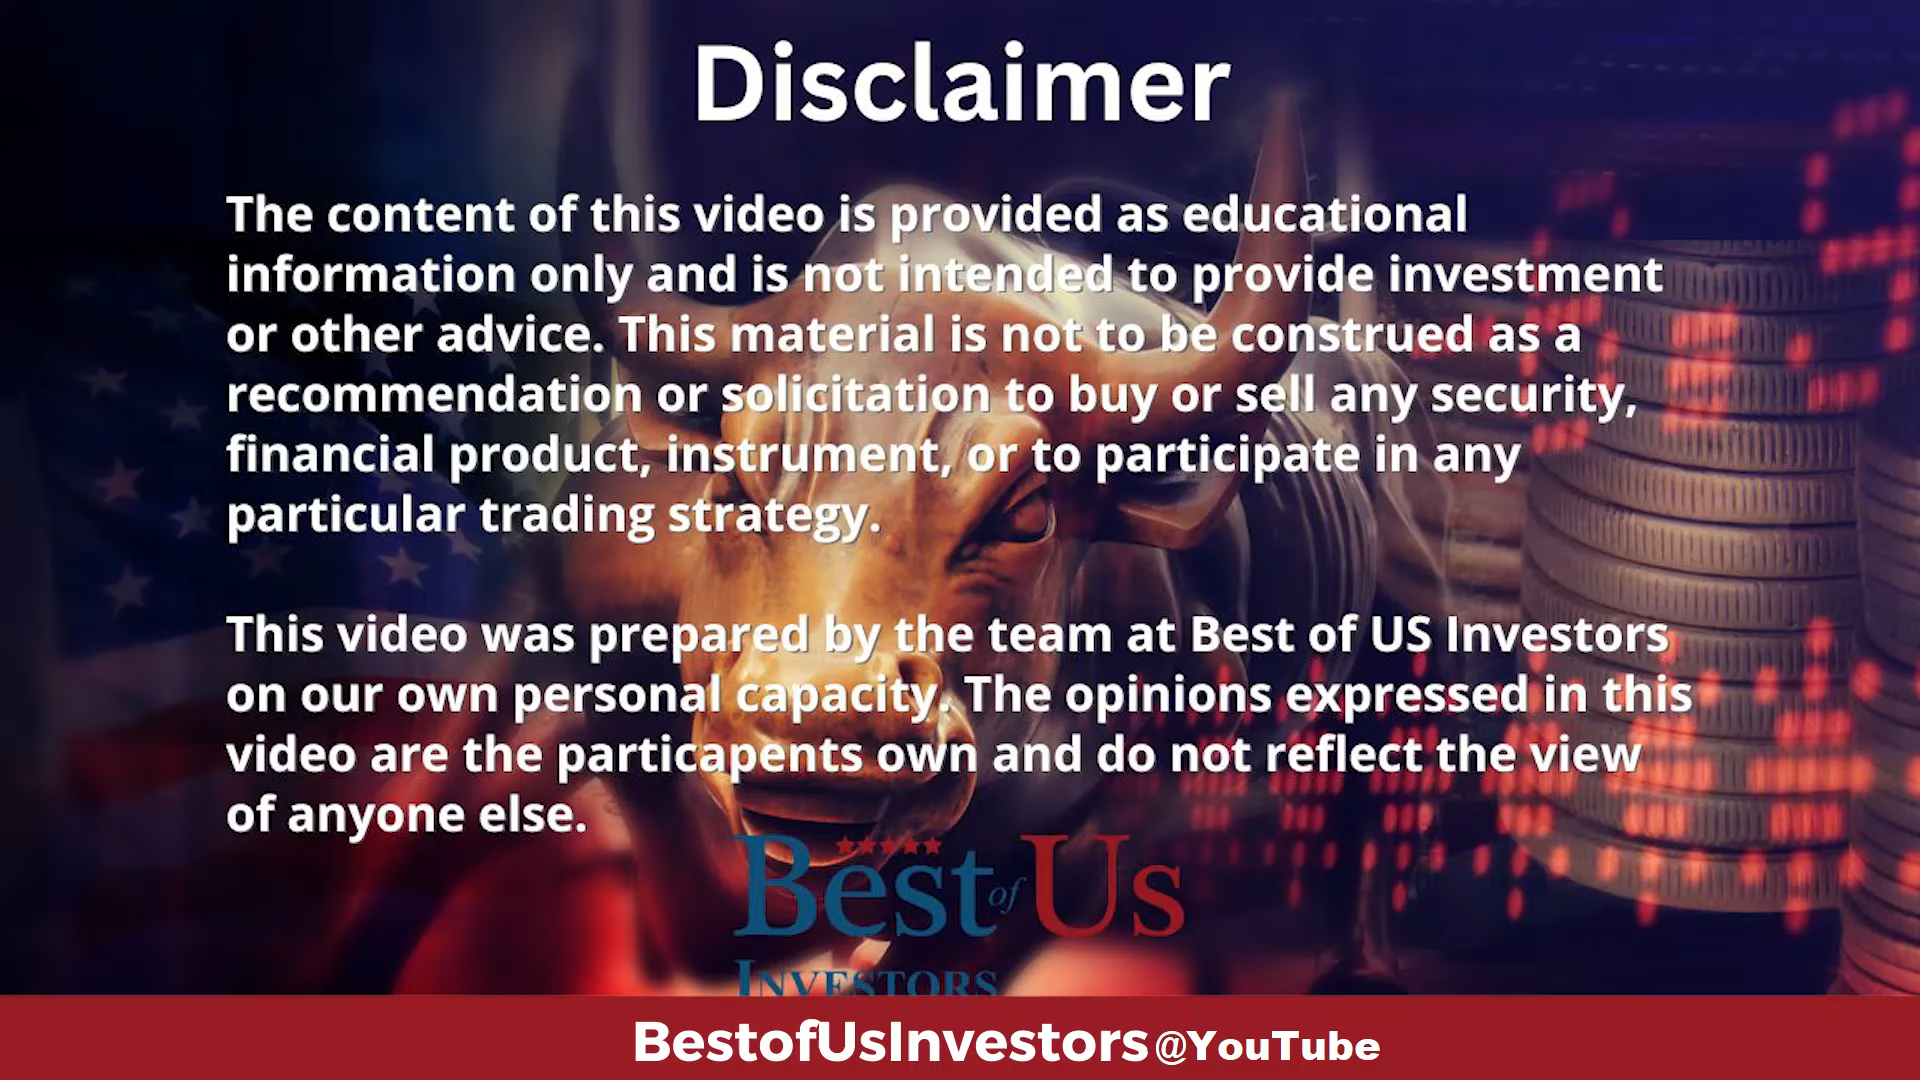 Disclaimer
The content of this video is provided as educational
information only and is not intended to provide investment
or other advice. This material is not to be construed as a
recommendation or solicitation to buy or sell any security,
financial product, instrument, or to participate in any
particular trading strategy.
This video was prepared by the team at Best of US Investors
on our own personal capacity. The opinions expressed in this
video are the particapents own and do not reflect the view
of anyone else.
Best of Us
Investors
BestofUsInvestors @YouTube